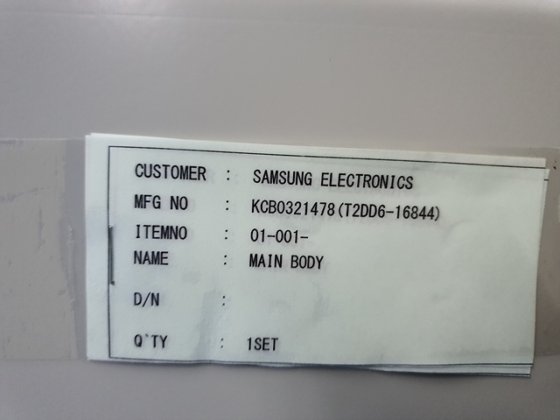 CUSTOMER : SAMSUNG ELECTRONICS
MFG NO : KCB0321478(T2DD6-16844)
ITEMNO : 01-001-
NAME : MAIN BODY
D/N :
Q`TY : 1SET